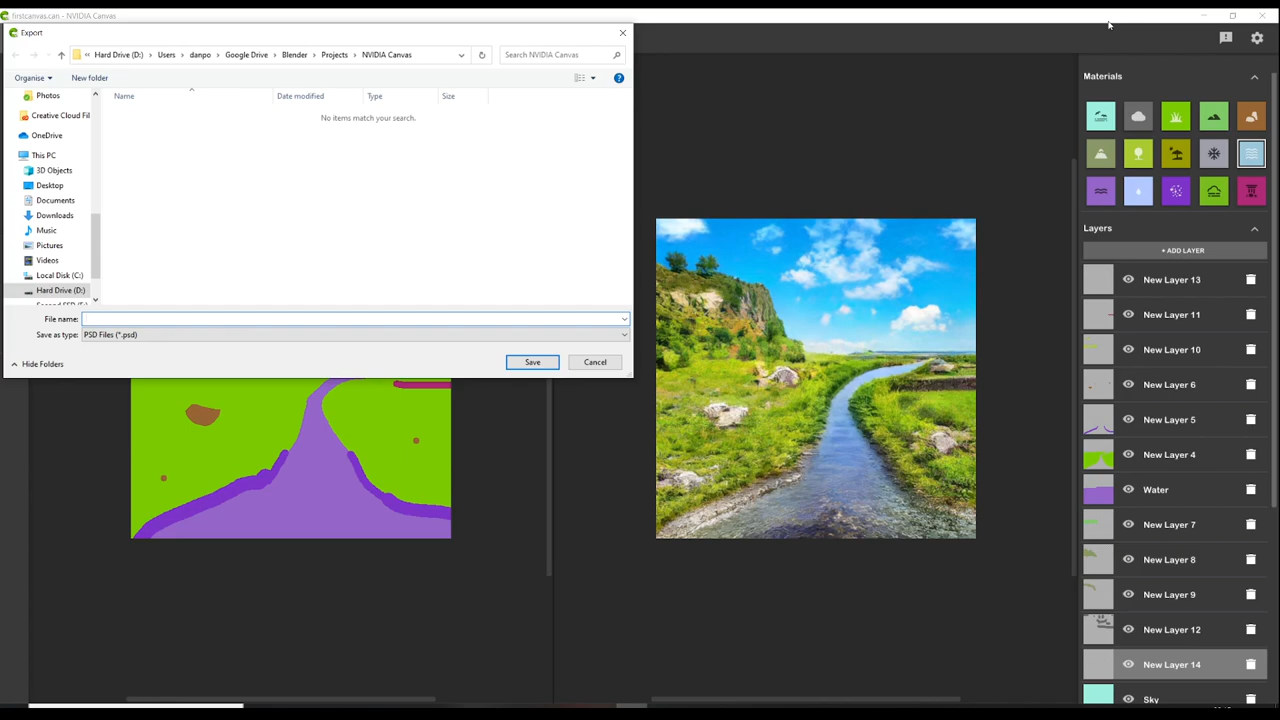 firstcanvas.can - NVIDIA Canvas
Export
« Hard Drive (D:) › Users › danpo › Google Drive › Blender › Projects › NVIDIA Canvas
Search NVIDIA Canvas
Organise
New folder
Photos
Creative Cloud Fil
OneDrive
This PC
3D Objects
Desktop
Documents
Downloads
Music
Pictures
Videos
Local Disk (C:)
Hard Drive (D:)
Name Date modified Type Size
No items match your search.
File name:
Save as type: PSD Files (*.psd)
Hide Folders
Save
Cancel
Materials
Layers
+ ADD LAYER
New Layer 13
New Layer 11
New Layer 10
New Layer 6
New Layer 5
New Layer 4
Water
New Layer 7
New Layer 8
New Layer 9
New Layer 12
New Layer 14
Sky